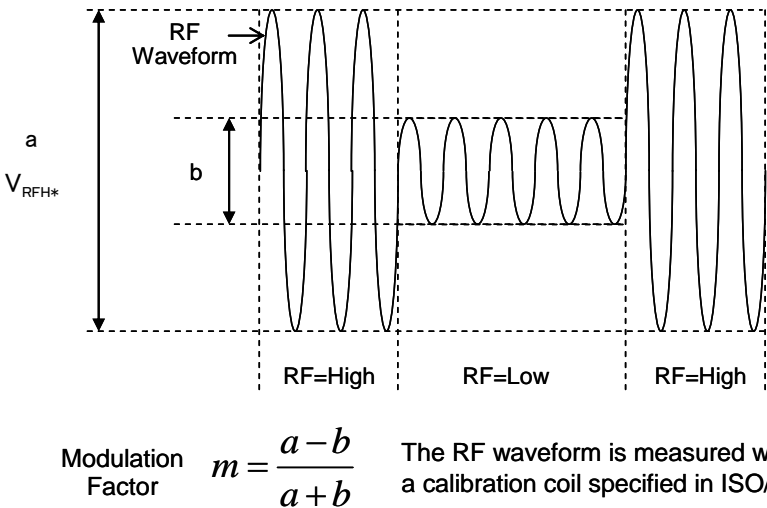 RF
Waveform
a
V_RFH*
b
RF=High
RF=Low
RF=High
Modulation
Factor
m = (a − b) / (a + b)
The RF waveform is measured w
a calibration coil specified in ISO/